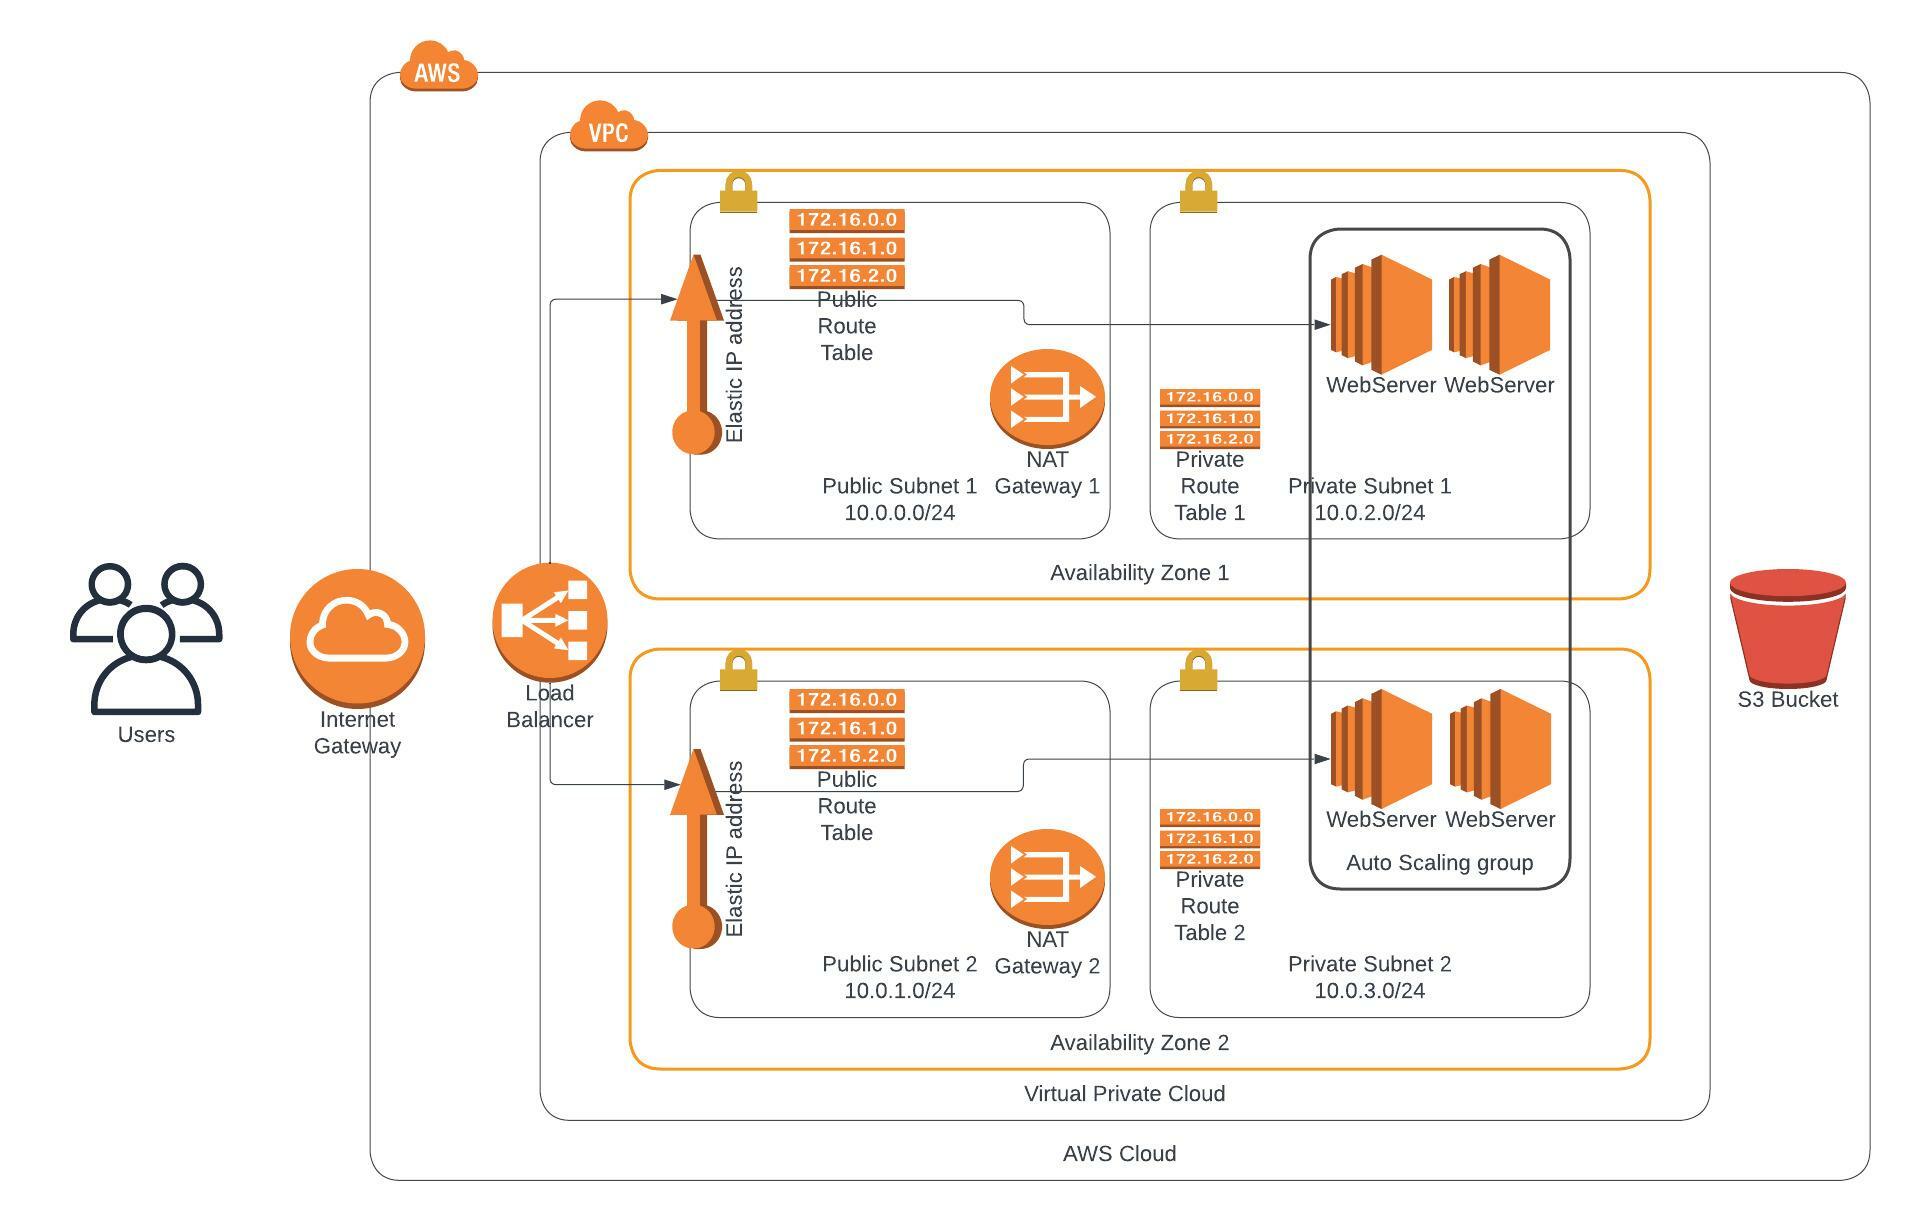 AWS
VPC
172.16.0.0
172.16.1.0
172.16.2.0
Public
Route
Table
Elastic IP address
NAT
Gateway 1
Public Subnet 1
10.0.0.0/24
WebServer WebServer
172.16.0.0
172.16.1.0
172.16.2.0
Private
Route
Table 1
Private Subnet 1
10.0.2.0/24
Availability Zone 1
Users
Internet
Gateway
Load
Balancer
S3 Bucket
172.16.0.0
172.16.1.0
172.16.2.0
Public
Route
Table
Elastic IP address
NAT
Gateway 2
Public Subnet 2
10.0.1.0/24
WebServer WebServer
Auto Scaling group
172.16.0.0
172.16.1.0
172.16.2.0
Private
Route
Table 2
Private Subnet 2
10.0.3.0/24
Availability Zone 2
Virtual Private Cloud
AWS Cloud